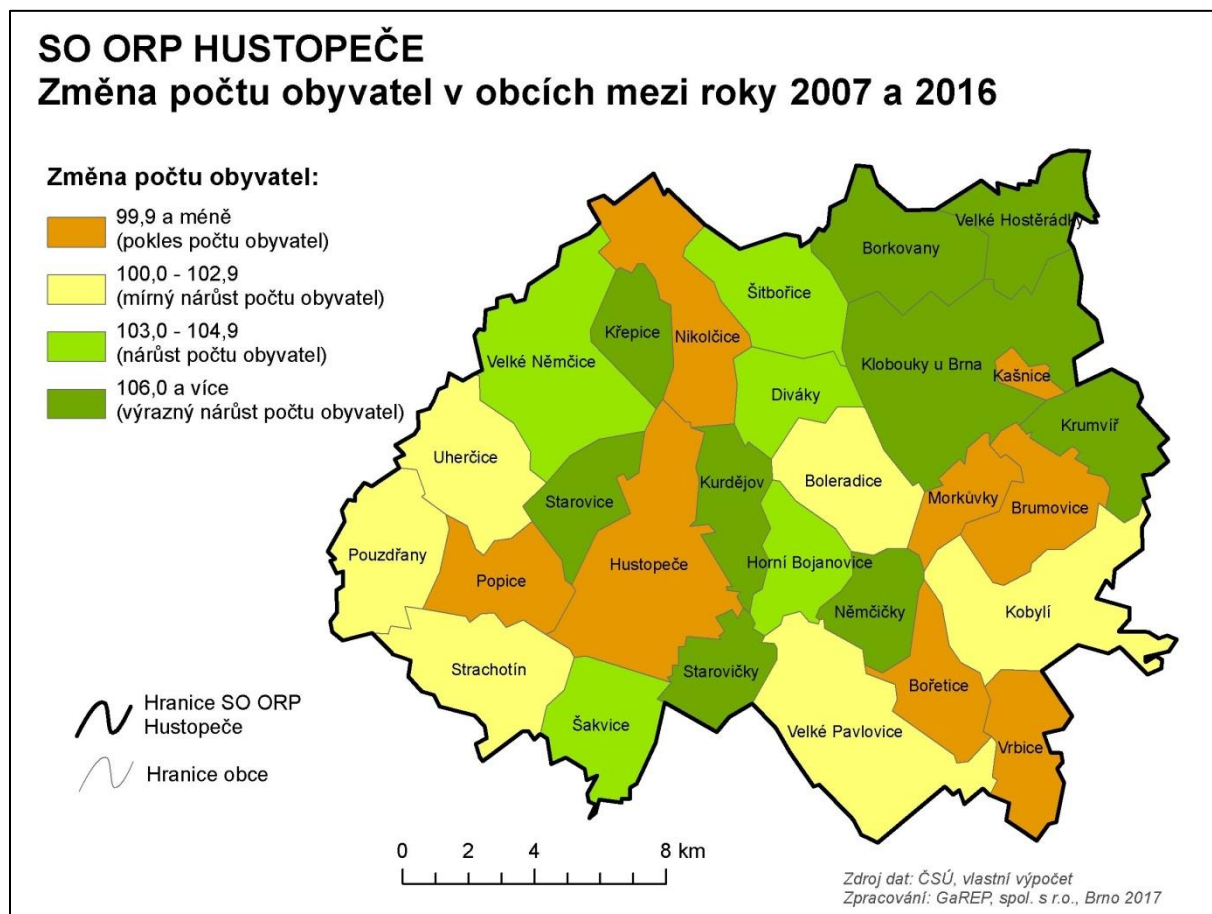 SO ORP HUSTOPEČE
Změna počtu obyvatel v obcích mezi roky 2007 a 2016
Změna počtu obyvatel:
99,9 a méně
(pokles počtu obyvatel)
100,0 - 102,9
(mírný nárůst počtu obyvatel)
103,0 - 104,9
(nárůst počtu obyvatel)
106,0 a více
(výrazný nárůst počtu obyvatel)
Velké Hostěrádky
Borkovany
Šitbořice
Křepice
Nikolčice
Velké Němčice
Klobouky u Brna
Kašnice
Diváky
Krumvíř
Uherčice
Starovice
Kurdějov
Boleradice
Morkůvky
Brumovice
Pouzdřany
Popice
Hustopeče
Horní Bojanovice
Němčičky
Kobylí
Strachotín
Starovičky
Bořetice
Šakvice
Velké Pavlovice
Vrbice
Hranice SO ORP
Hustopeče
Hranice obce
0 2 4 8 km
Zdroj dat: ČSÚ, vlastní výpočet
Zpracování: GaREP, spol. s r.o., Brno 2017